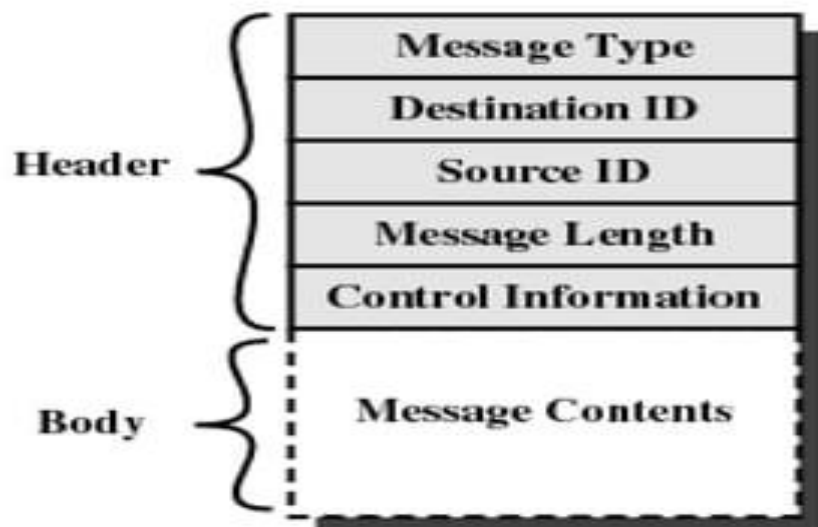 Message Type
Destination ID
Header
Source ID
Message Length
Control Information
Body
Message Contents